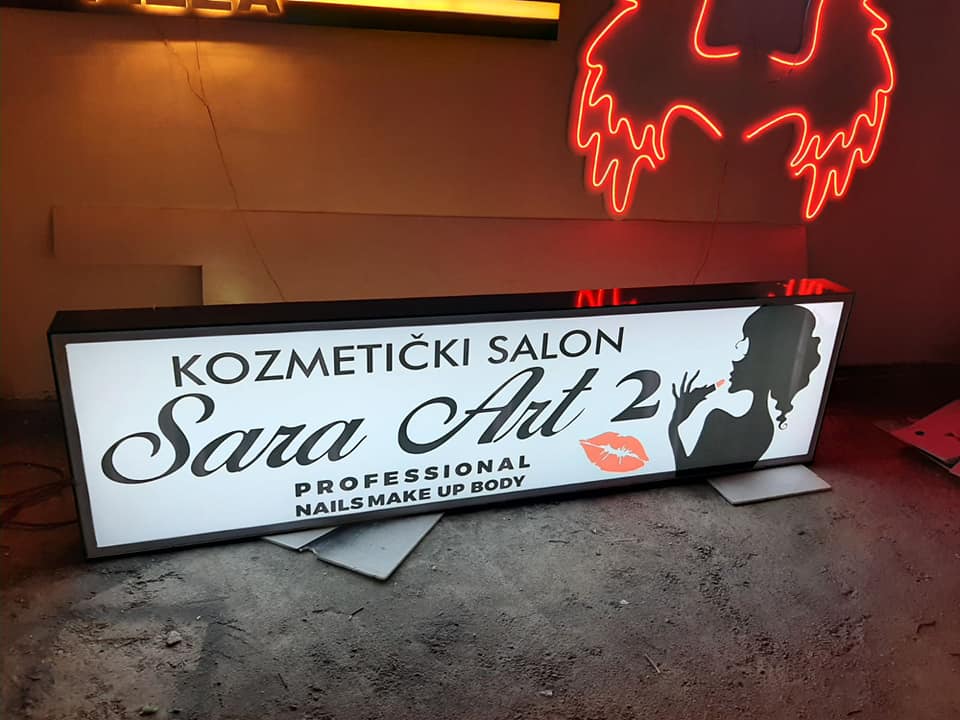 KOZMETIČKI SALON
Sara Art 2
PROFESSIONAL
NAILS MAKE UP BODY